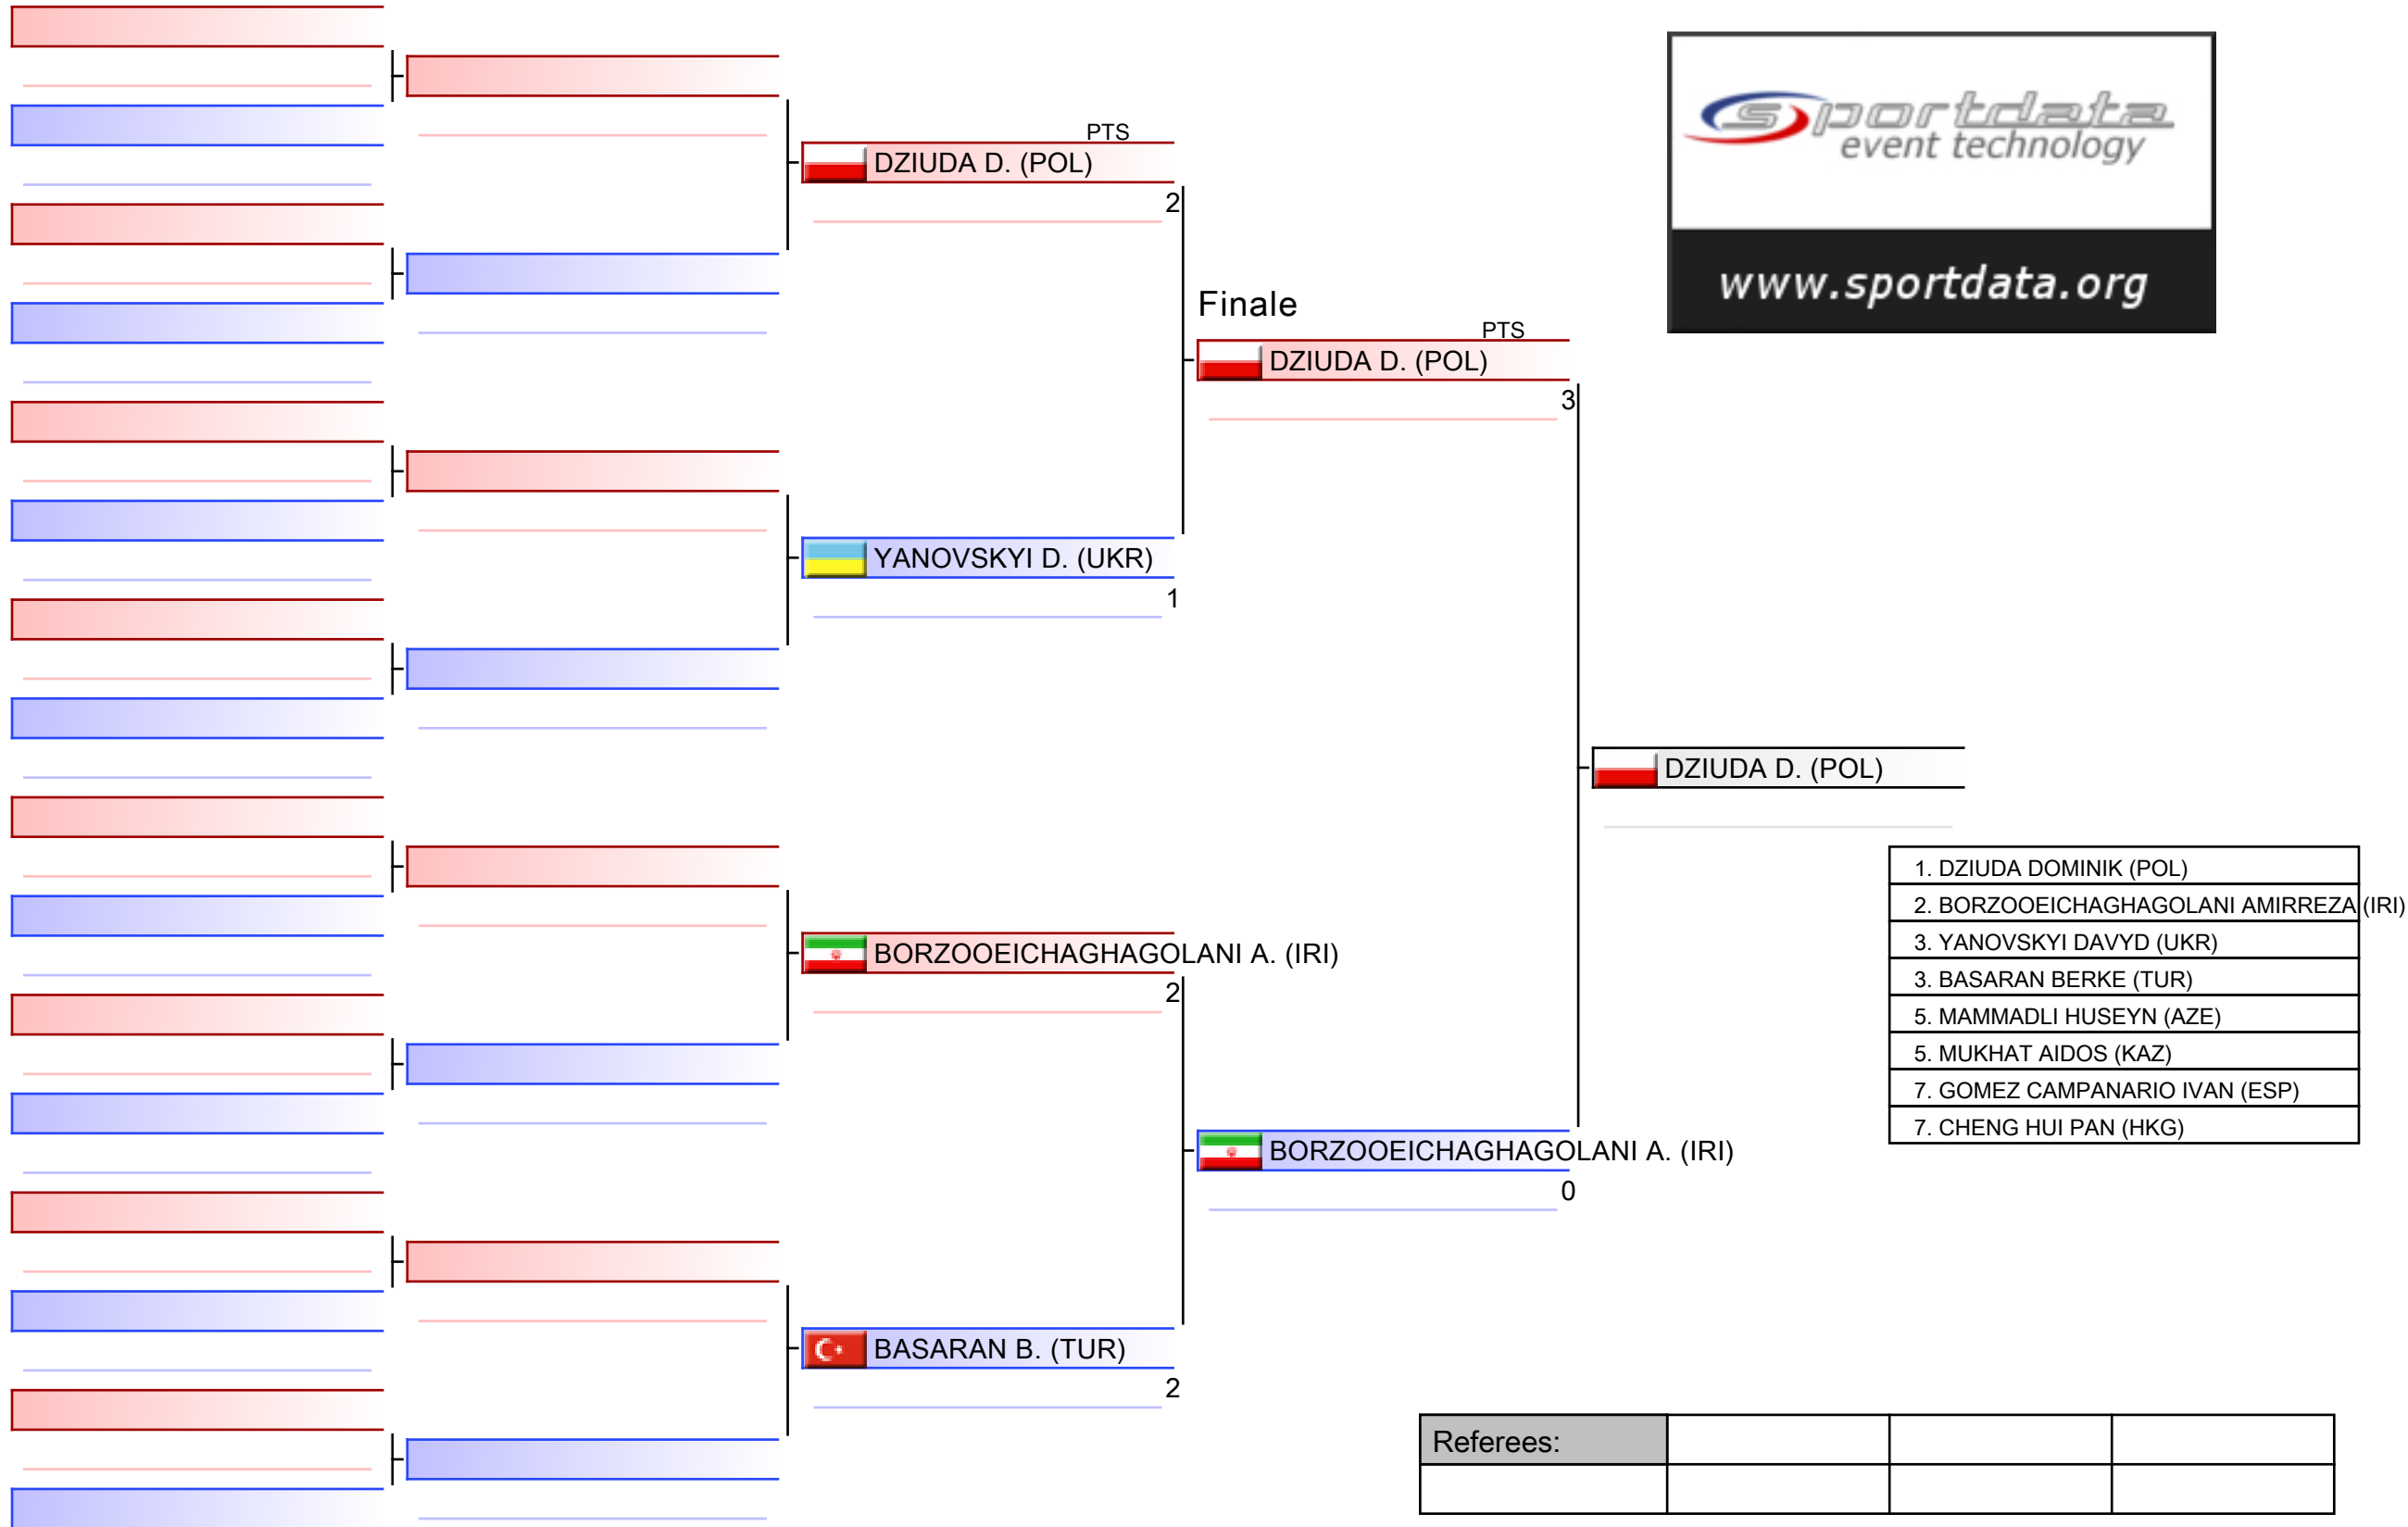 sportdata
event technology
www.sportdata.org
PTS
DZIUDA D. (POL)
2
Finale
PTS
DZIUDA D. (POL)
3
YANOVSKYI D. (UKR)
1
DZIUDA D. (POL)
1. DZIUDA DOMINIK (POL)
2. BORZOOEICHAGHAGOLANI AMIRREZA (IRI)
3. YANOVSKYI DAVYD (UKR)
3. BASARAN BERKE (TUR)
5. MAMMADLI HUSEYN (AZE)
5. MUKHAT AIDOS (KAZ)
7. GOMEZ CAMPANARIO IVAN (ESP)
7. CHENG HUI PAN (HKG)
BORZOOEICHAGHAGOLANI A. (IRI)
2
BORZOOEICHAGHAGOLANI A. (IRI)
0
BASARAN B. (TUR)
2
Referees: